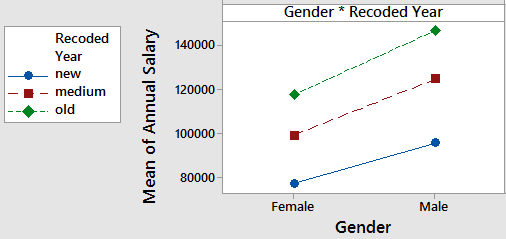 Gender * Recoded Year
Recoded
Year
new
medium
old
Mean of Annual Salary
140000
120000
100000
80000
Female
Male
Gender